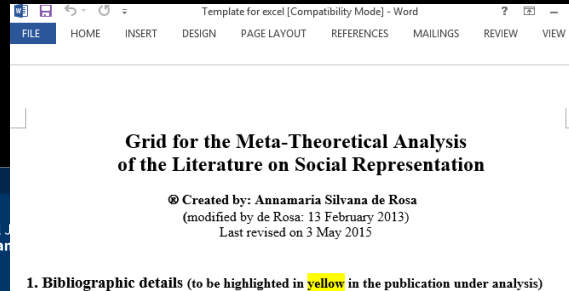 Template for excel [Compatibility Mode] - Word
FILE HOME INSERT DESIGN PAGE LAYOUT REFERENCES MAILINGS REVIEW VIEW
Grid for the Meta-Theoretical Analysis
of the Literature on Social Representation
® Created by: Annamaria Silvana de Rosa
(modified by de Rosa: 13 February 2013)
Last revised on 3 May 2015
1. Bibliographic details (to be highlighted in yellow in the publication under analysis)